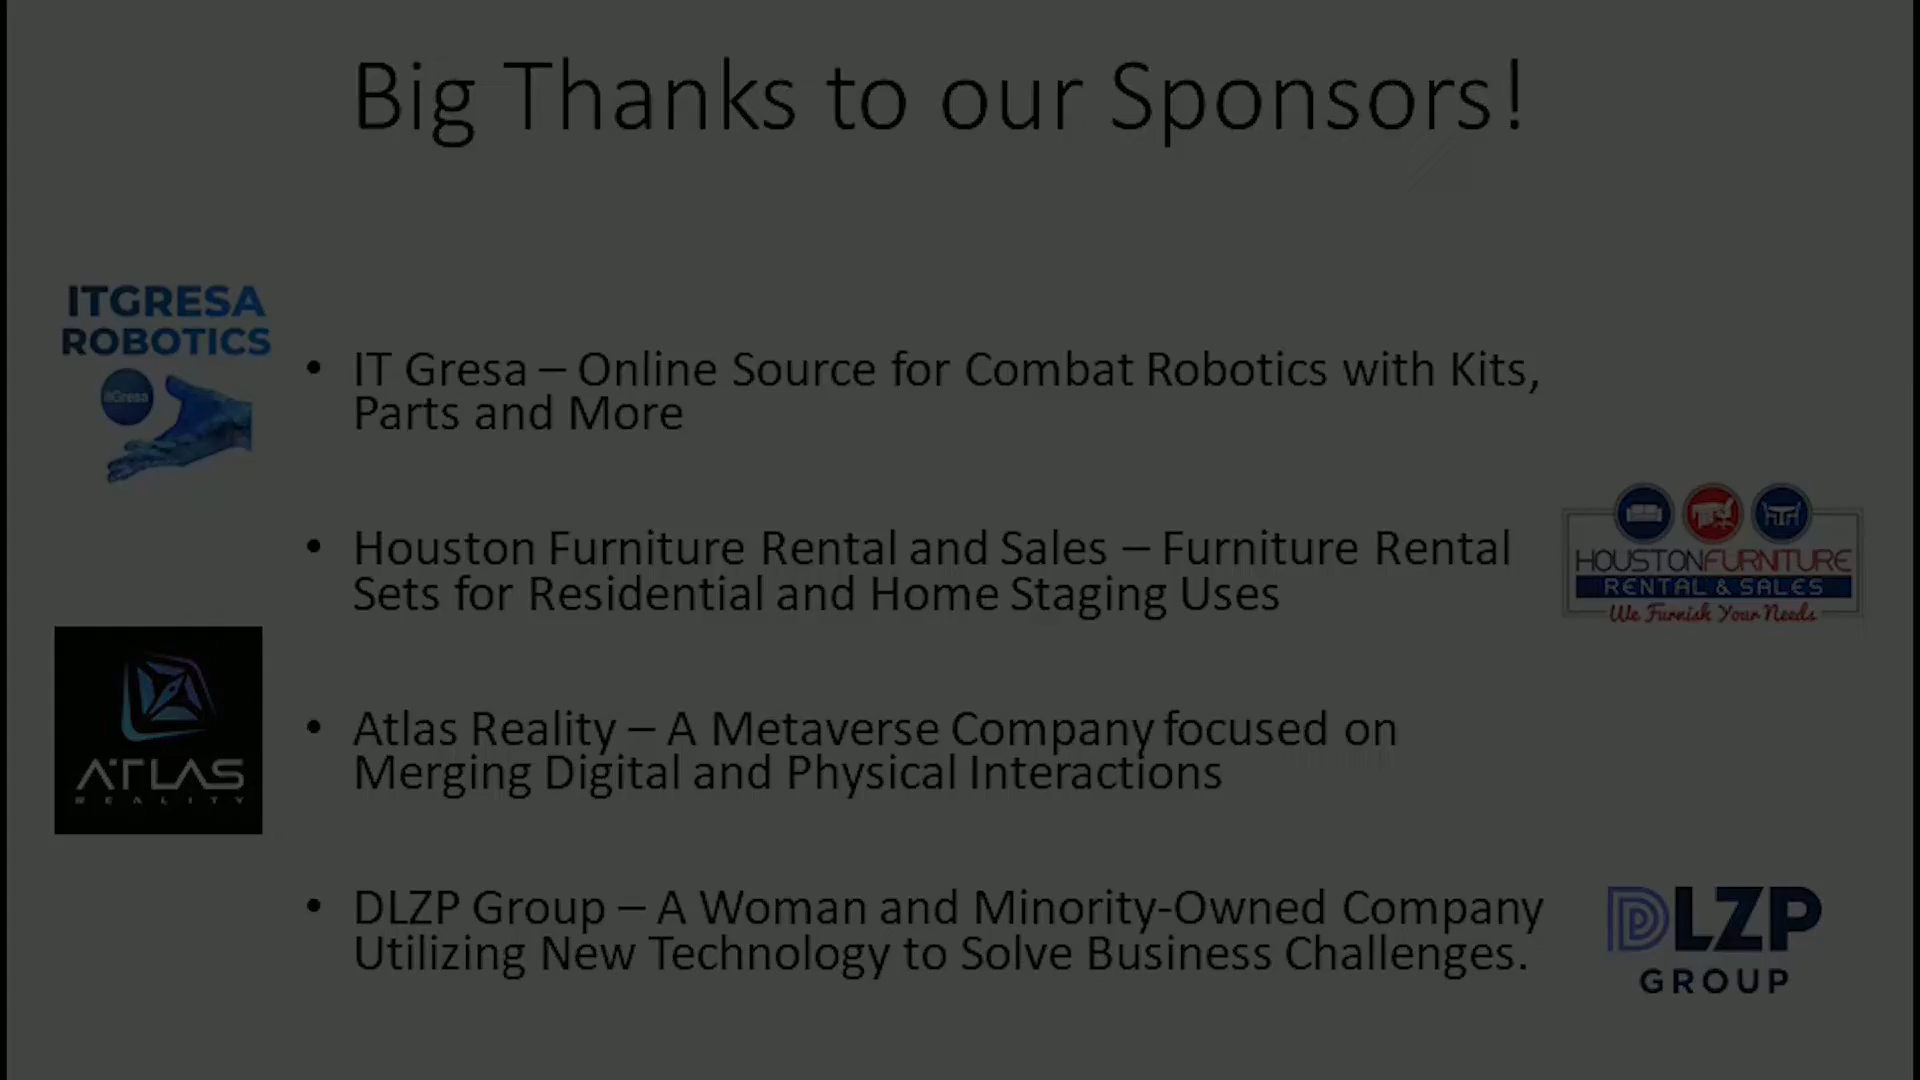 Big Thanks to our Sponsors!
ITGRESA
ROBOTICS
itGresa
• IT Gresa – Online Source for Combat Robotics with Kits,
Parts and More
• Houston Furniture Rental and Sales – Furniture Rental
Sets for Residential and Home Staging Uses
HOUSTONFURNITURE
RENTAL & SALES
We Furnish Your Needs
ATLAS
REALITY
• Atlas Reality – A Metaverse Company focused on
Merging Digital and Physical Interactions
• DLZP Group – A Woman and Minority-Owned Company
Utilizing New Technology to Solve Business Challenges.
DLZP
GROUP